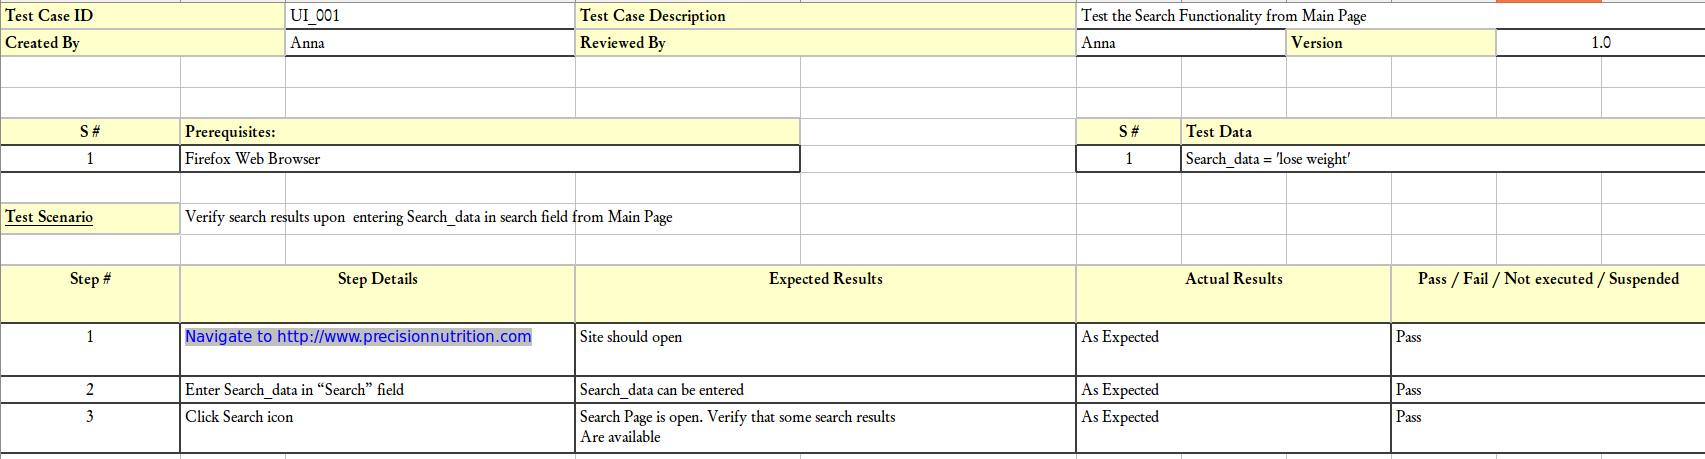 Test Case ID UI_001 Test Case Description Test the Search Functionality from Main Page
Created By Anna Reviewed By Anna Version 1.0
S # Prerequisites: S # Test Data
1 Firefox Web Browser 1 Search_data = 'lose weight'
Test Scenario Verify search results upon  entering Search_data in search field from Main Page
Step # Step Details Expected Results Actual Results Pass / Fail / Not executed / Suspended
1 Navigate to http://www.precisionnutrition.com Site should open As Expected Pass
2 Enter Search_data in “Search” field Search_data can be entered As Expected Pass
3 Click Search icon Search Page is open. Verify that some search results As Expected Pass
Are available